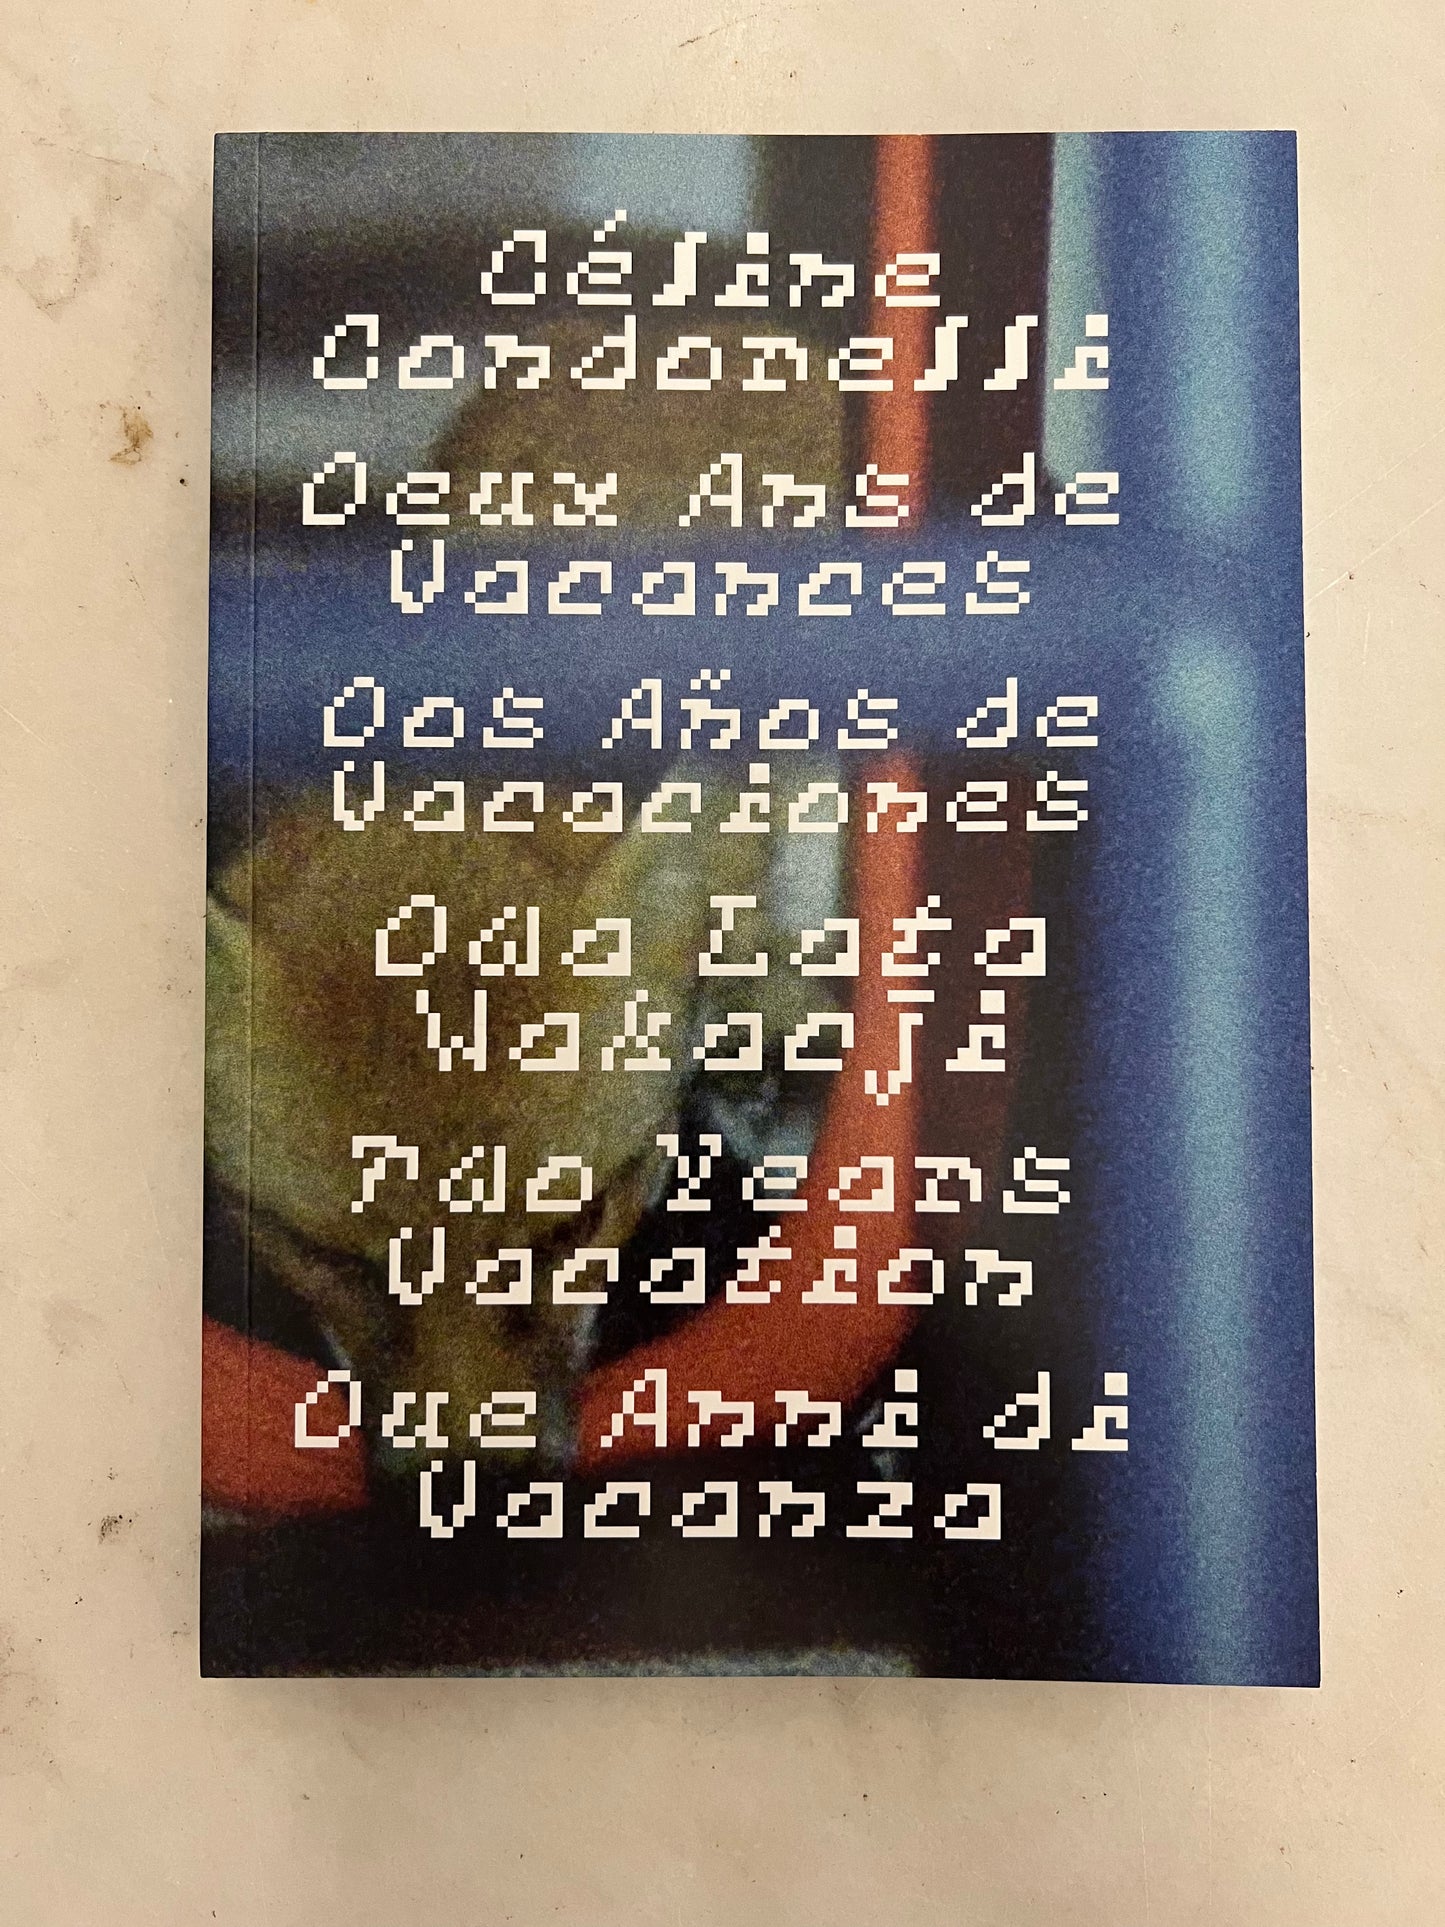 Céline
Condorelli
Deux Ans de
Vacances
Dos Años de
Vacaciones
Dwa Lata
Wakacji
Two Years
Vacation
Due Anni di
Vacanza